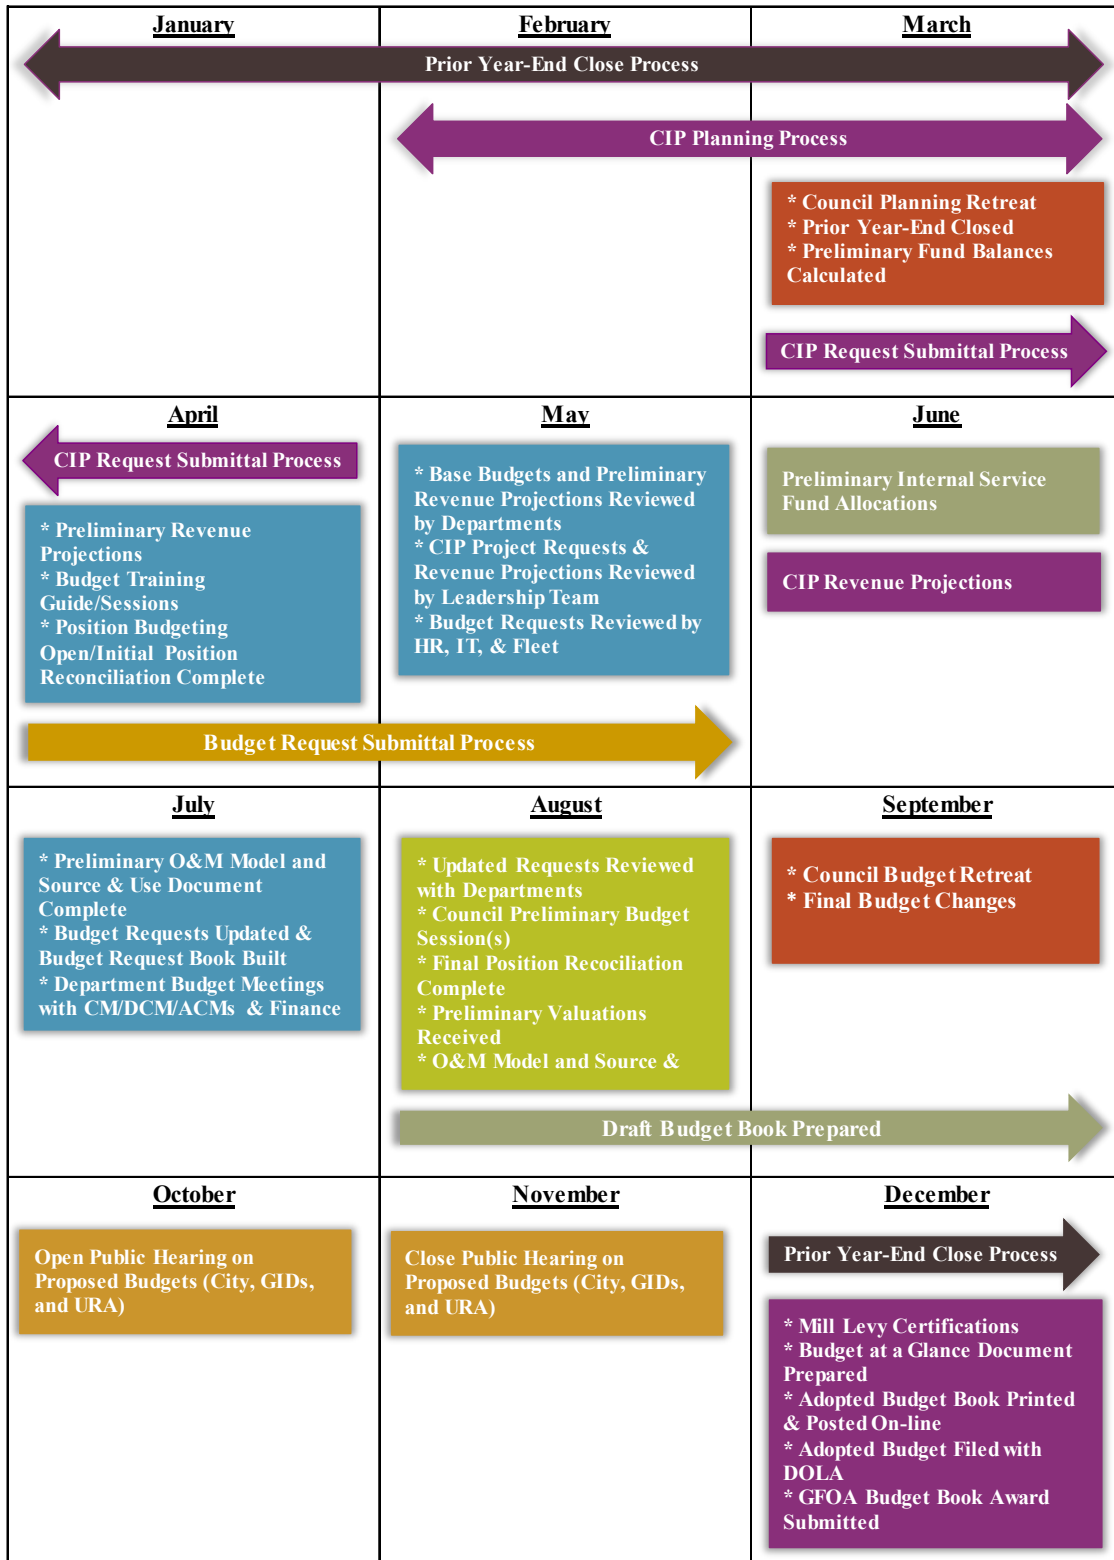 January
February
March
Prior Year-End Close Process
CIP Planning Process
* Council Planning Retreat
* Prior Year-End Closed
* Preliminary Fund Balances
Calculated
CIP Request Submittal Process
April
May
June
CIP Request Submittal Process
* Preliminary Revenue
Projections
* Budget Training
Guide/Sessions
* Position Budgeting
Open/Initial Position
Reconciliation Complete
* Base Budgets and Preliminary
Revenue Projections Reviewed
by Departments
* CIP Project Requests &
Revenue Projections Reviewed
by Leadership Team
* Budget Requests Reviewed by
HR, IT, & Fleet
Preliminary Internal Service
Fund Allocations
CIP Revenue Projections
Budget Request Submittal Process
July
August
September
* Preliminary O&M Model and
Source & Use Document
Complete
* Budget Requests Updated &
Budget Request Book Built
* Department Budget Meetings
with CM/DCM/ACMs & Finance
* Updated Requests Reviewed
with Departments
* Council Preliminary Budget
Session(s)
* Final Position Recociliation
Complete
* Preliminary Valuations
Received
* O&M Model and Source &
* Council Budget Retreat
* Final Budget Changes
Draft Budget Book Prepared
October
November
December
Open Public Hearing on
Proposed Budgets (City, GIDs,
and URA)
Close Public Hearing on
Proposed Budgets (City, GIDs,
and URA)
Prior Year-End Close Process
* Mill Levy Certifications
* Budget at a Glance Document
Prepared
* Adopted Budget Book Printed
& Posted On-line
* Adopted Budget Filed with
DOLA
* GFOA Budget Book Award
Submitted